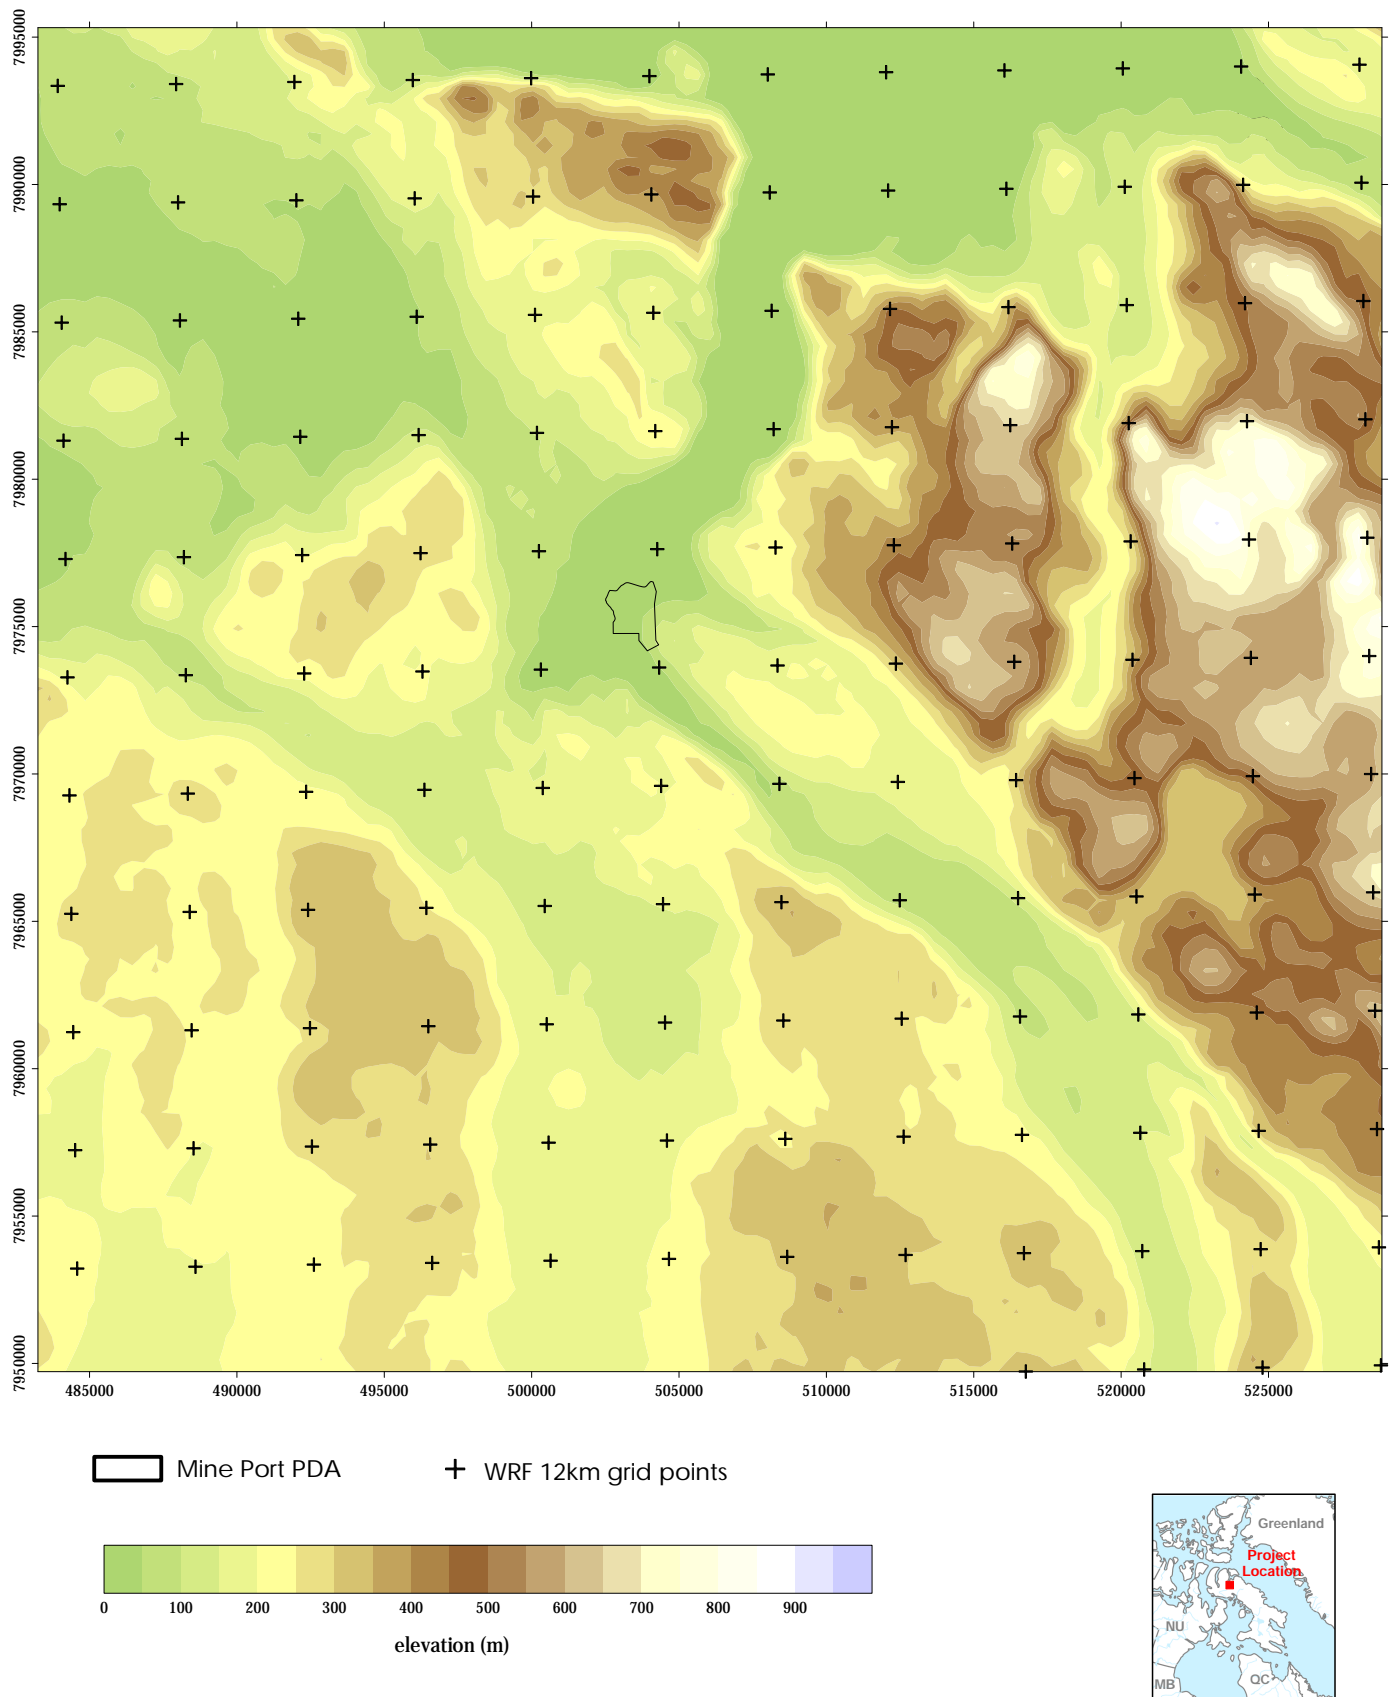 7995000
7990000
7985000
7980000
7975000
7970000
7965000
7960000
7955000
7950000
485000 490000 495000 500000 505000 510000 515000 520000 525000
Mine Port PDA
WRF 12km grid points
0 100 200 300 400 500 600 700 800 900
elevation (m)
Greenland
Project
Location
NU
MB
QC